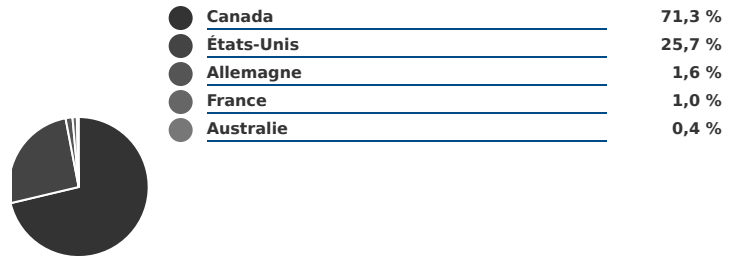 Canada 71,3 %
États-Unis 25,7 %
Allemagne 1,6 %
France 1,0 %
Australie 0,4 %